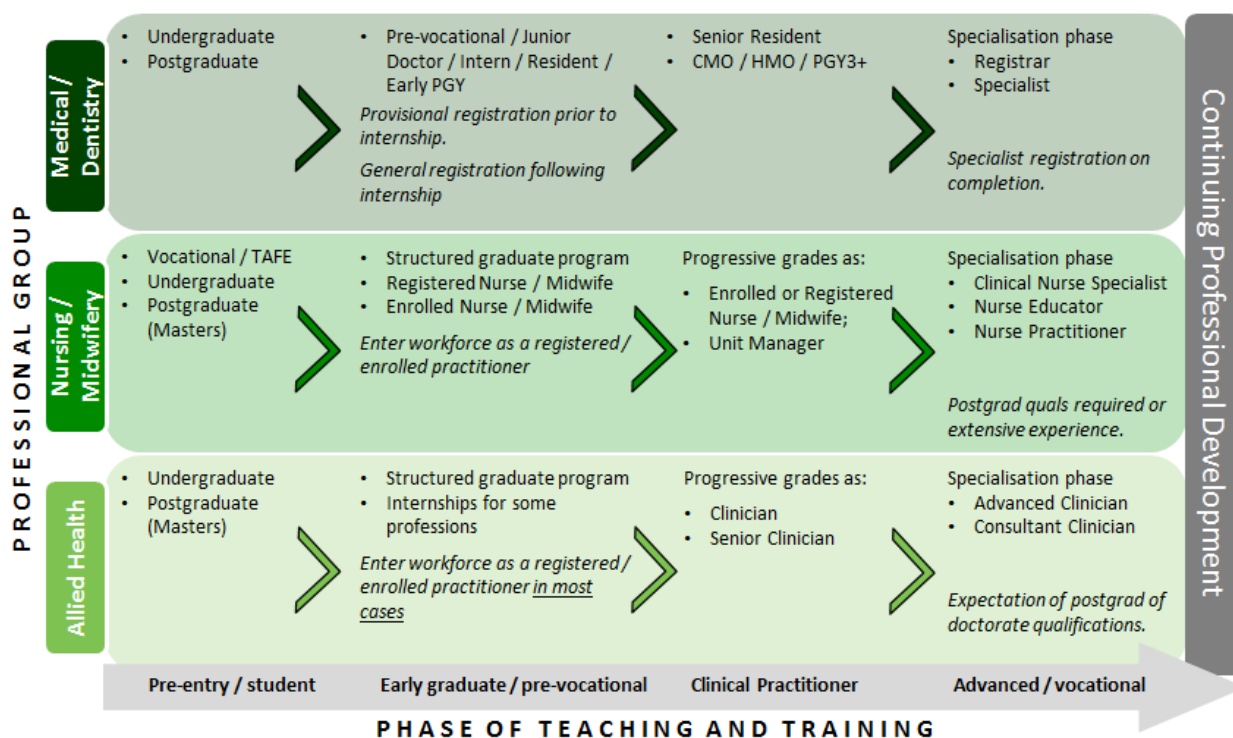 PROFESSIONAL GROUP
Medical /
Dentistry
• Undergraduate
• Postgraduate
• Pre-vocational / Junior
Doctor / Intern / Resident /
Early PGY
Provisional registration prior to
internship.
General registration following
internship
• Senior Resident
• CMO / HMO / PGY3+
Specialisation phase
• Registrar
• Specialist
Specialist registration on
completion.
Nursing /
Midwifery
• Vocational / TAFE
• Undergraduate
• Postgraduate
(Masters)
• Structured graduate program
• Registered Nurse / Midwife
• Enrolled Nurse / Midwife
Enter workforce as a registered /
enrolled practitioner
Progressive grades as:
• Enrolled or Registered
Nurse / Midwife;
• Unit Manager
Specialisation phase
• Clinical Nurse Specialist
• Nurse Educator
• Nurse Practitioner
Postgrad quals required or
extensive experience.
Allied Health
• Undergraduate
• Postgraduate
(Masters)
• Structured graduate program
• Internships for some
professions
Enter workforce as a registered /
enrolled practitioner in most
cases
Progressive grades as:
• Clinician
• Senior Clinician
Specialisation phase
• Advanced Clinician
• Consultant Clinician
Expectation of postgrad of
doctorate qualifications.
Continuing Professional Development
Pre-entry / student
Early graduate / pre-vocational
Clinical Practitioner
Advanced / vocational
PHASE OF TEACHING AND TRAINING